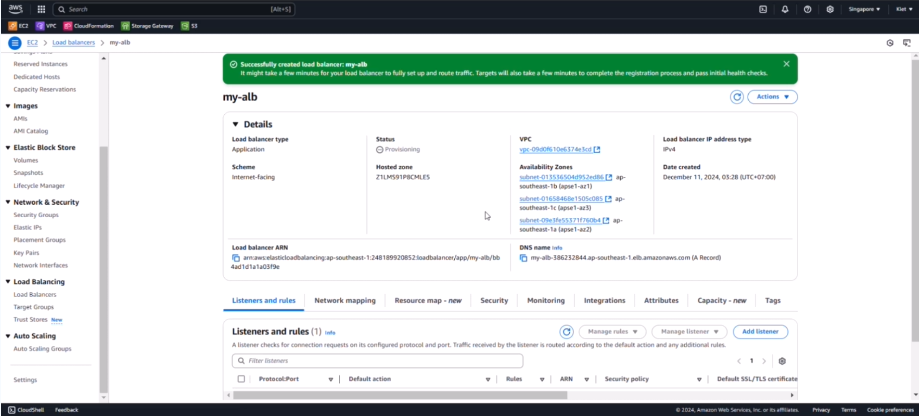 aws
Search [Alt+S] Singapore Kiet
EC2 VPC CloudFormation Storage Gateway S3
EC2 > Load balancers > my-alb
Reserved Instances
Dedicated Hosts
Capacity Reservations
Images
AMIs
AMI Catalog
Elastic Block Store
Volumes
Snapshots
Lifecycle Manager
Network & Security
Security Groups
Elastic IPs
Placement Groups
Key Pairs
Network Interfaces
Load Balancing
Load Balancers
Target Groups
Trust Stores New
Auto Scaling
Auto Scaling Groups
Settings
Successfully created load balancer: my-alb
It might take a few minutes for your load balancer to fully set up and route traffic. Targets will also take a few minutes to complete the registration process and pass initial health checks.
my-alb
Actions
Details
Load balancer type
Application
Status
Provisioning
VPC
vpc-09d0f610e6374e3cd
Load balancer IP address type
IPv4
Scheme
Internet-facing
Hosted zone
Z1LMS91P8CMLE5
Availability Zones
subnet-013536504d952ed86 ap-
southeast-1b (apse1-az1)
subnet-01658468e1505c085 ap-
southeast-1c (apse1-az3)
subnet-09e3fe55371f760b4 ap-
southeast-1a (apse1-az2)
Date created
December 11, 2024, 03:28 (UTC+07:00)
Load balancer ARN
arn:aws:elasticloadbalancing:ap-southeast-1:248189920852:loadbalancer/app/my-alb/bb
4ad1d1a1a03f9e
DNS name Info
my-alb-386232844.ap-southeast-1.elb.amazonaws.com (A Record)
Listeners and rules Network mapping Resource map - new Security Monitoring Integrations Attributes Capacity - new Tags
Listeners and rules (1) Info
Manage rules Manage listener Add listener
A listener checks for connection requests on its configured protocol and port. Traffic received by the listener is routed according to the default action and any additional rules.
Filter listeners
1
Protocol:Port Default action Rules ARN Security policy Default SSL/TLS certificate
CloudShell Feedback © 2024, Amazon Web Services, Inc. or its affiliates. Privacy Terms Cookie preferences